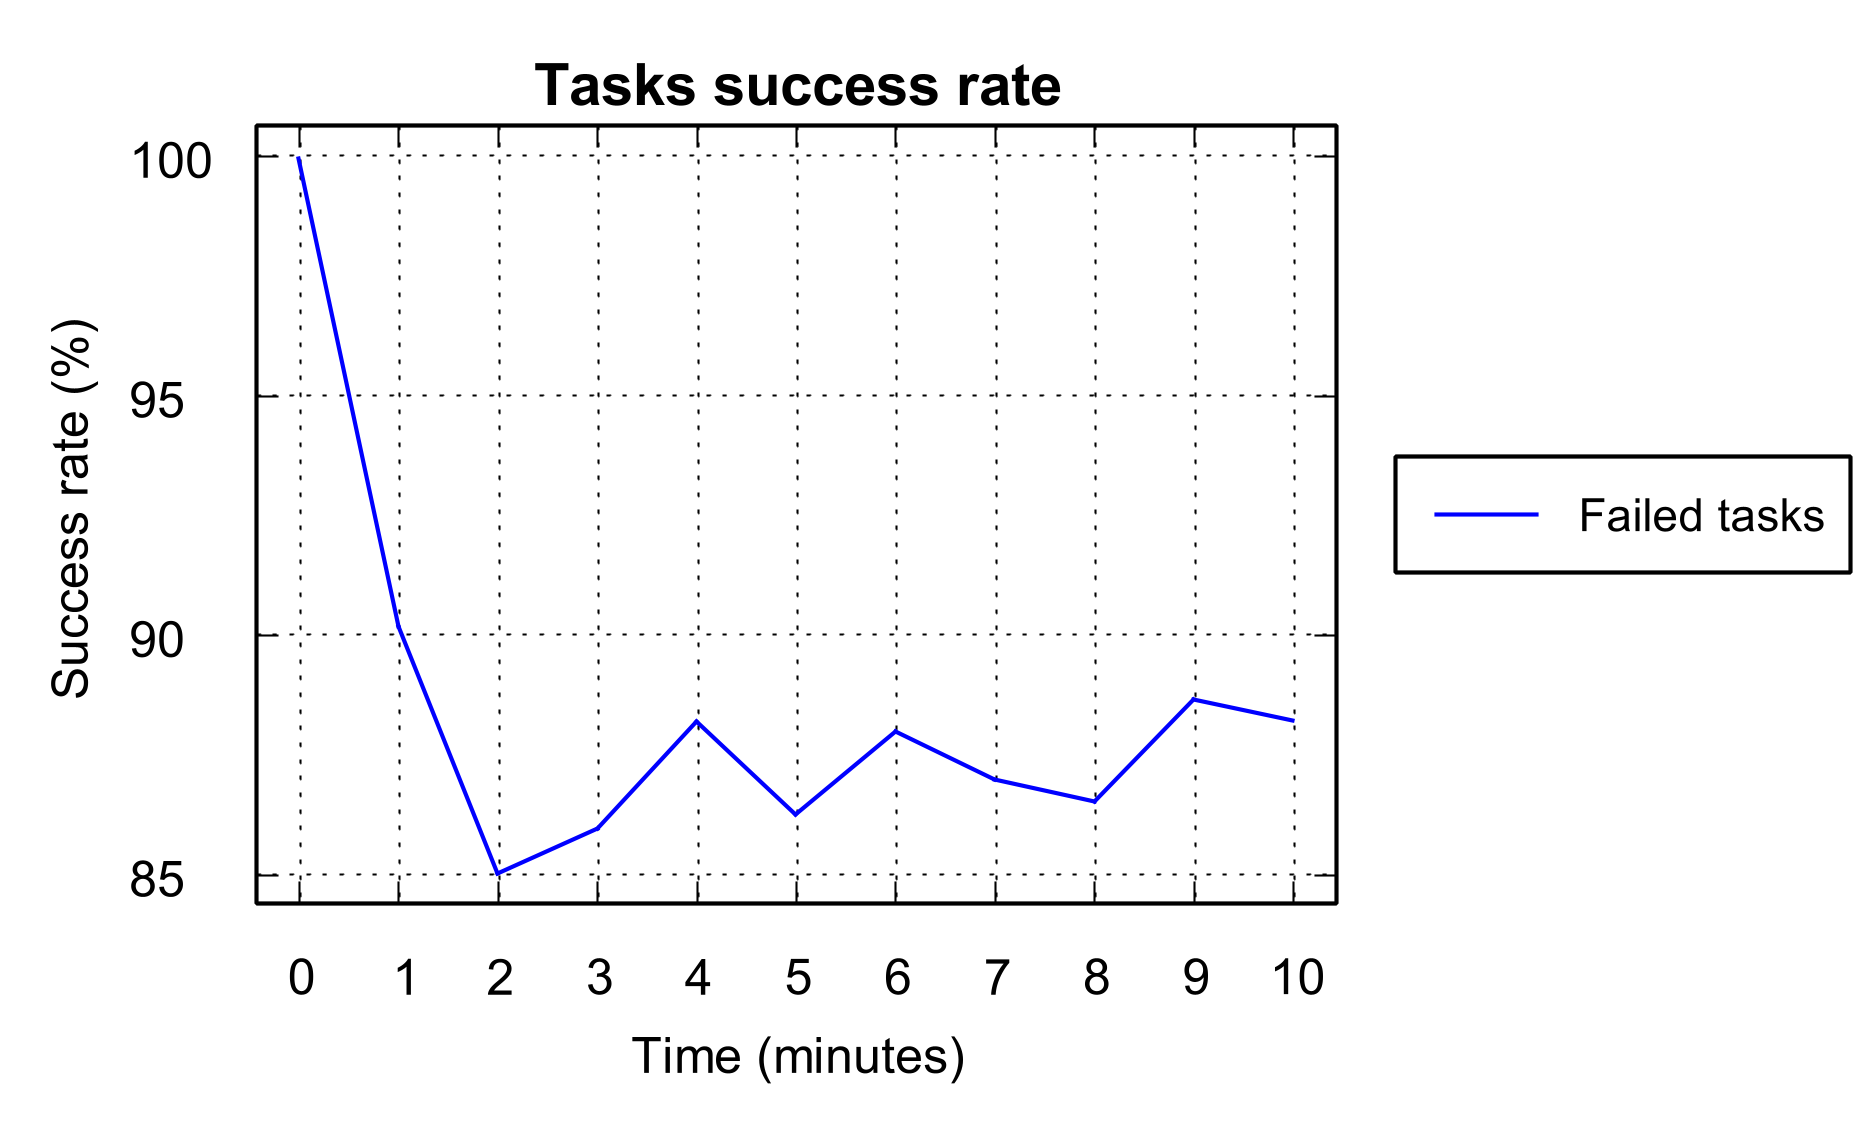 Tasks success rate
100
95
90
85
Success rate (%)
0 1 2 3 4 5 6 7 8 9 10
Time (minutes)
Failed tasks